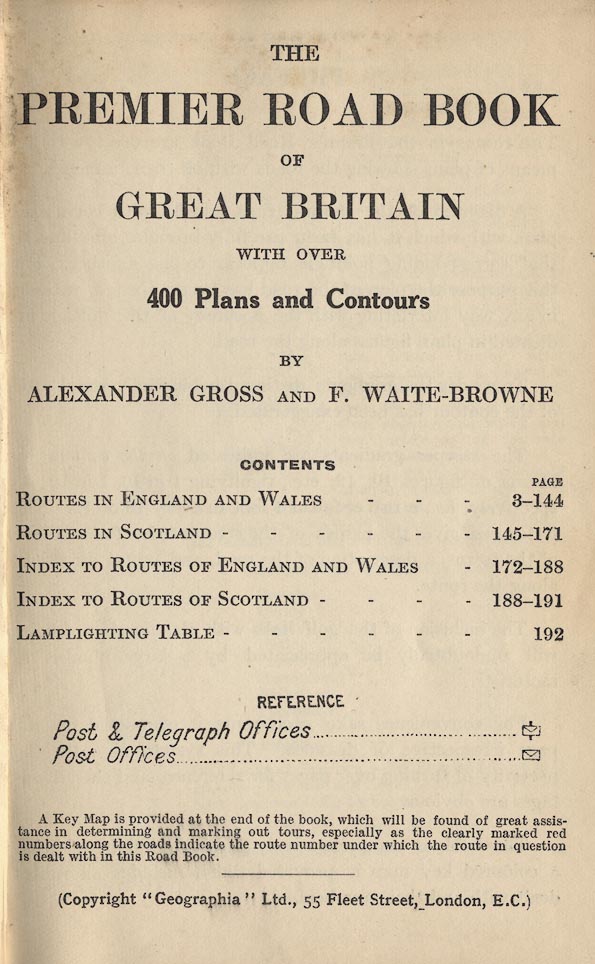 THE
PREMIER ROAD BOOK
OF
GREAT BRITAIN
WITH OVER
400 Plans and Contours
BY
ALEXANDER GROSS AND F. WAITE-BROWNE
CONTENTS
PAGE
ROUTES IN ENGLAND AND WALES - - - 3–144
ROUTES IN SCOTLAND - - - - - - 145–171
INDEX TO ROUTES OF ENGLAND AND WALES - 172–188
INDEX TO ROUTES OF SCOTLAND - - - - 188–191
LAMPLIGHTING TABLE - - - - - - 192
REFERENCE
Post & Telegraph Offices
Post Offices
A Key Map is provided at the end of the book, which will be found of great assis-
tance in determining and marking out tours, especially as the clearly marked red
numbers along the roads indicate the route number under which the route in question
is dealt with in this Road Book.
(Copyright "Geographia" Ltd., 55 Fleet Street, London, E.C.)